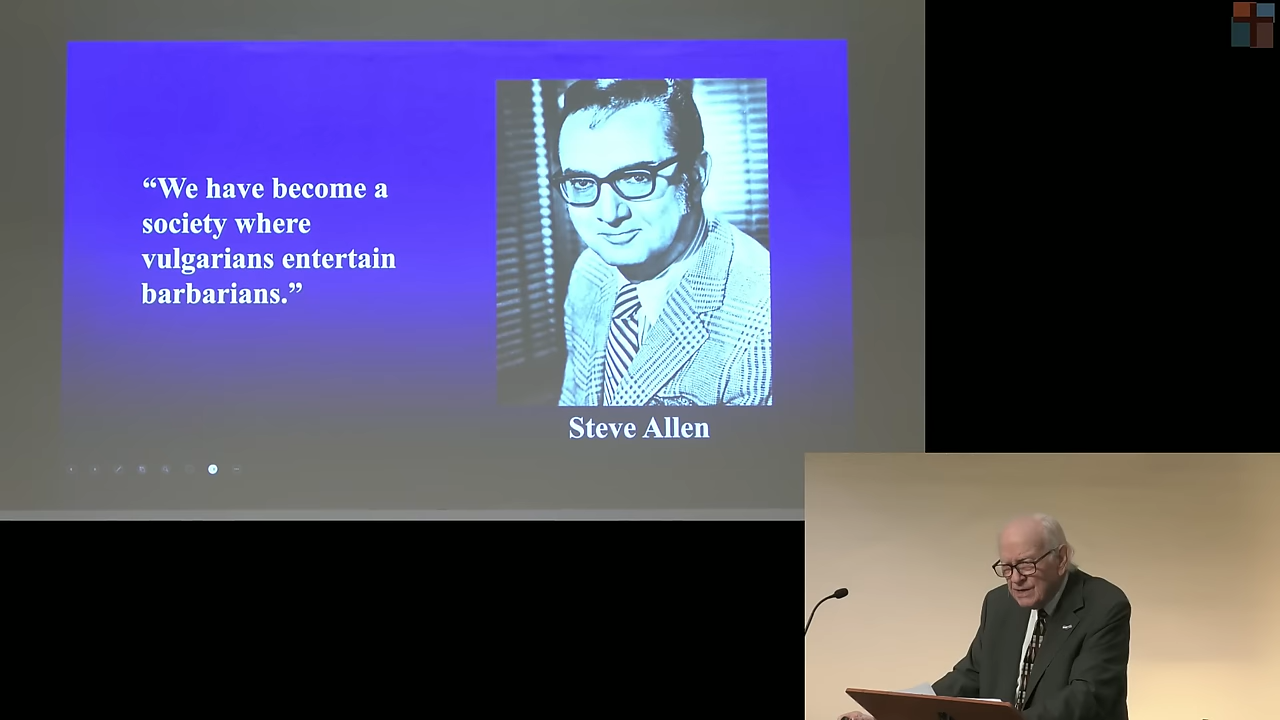 “We have become a
society where
vulgarians entertain
barbarians.”
Steve Allen